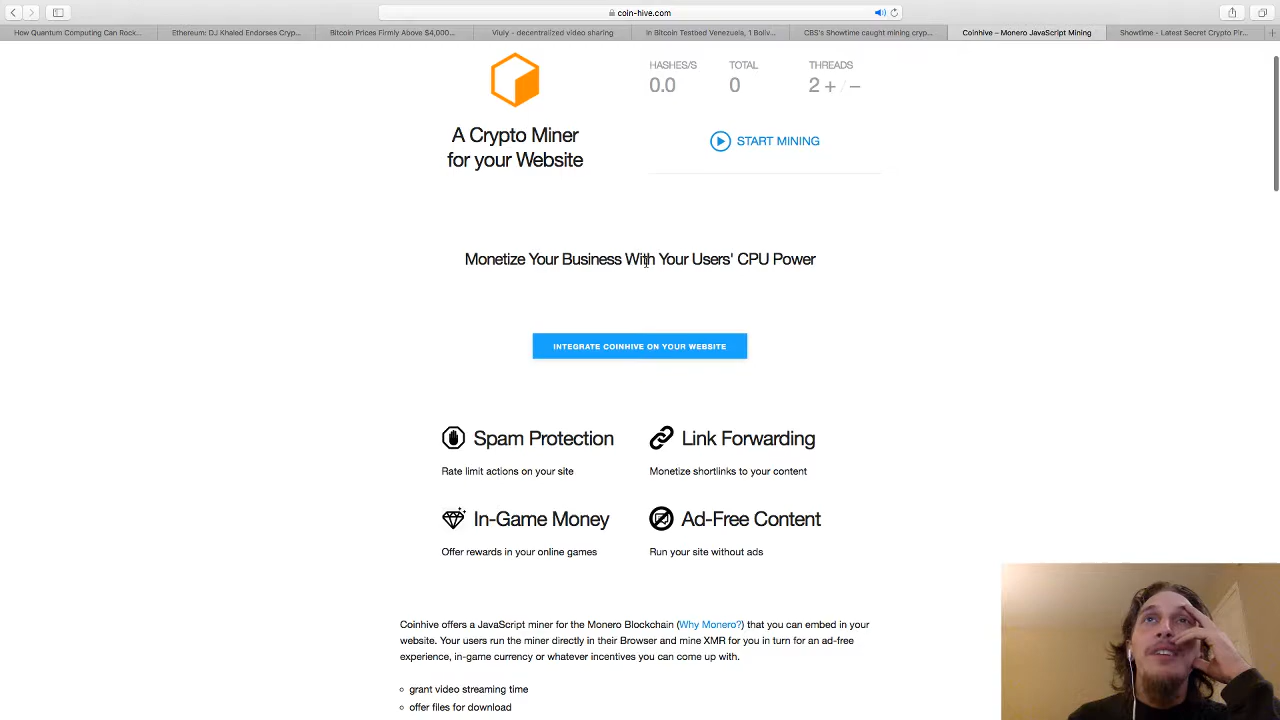 coin-hive.com
How Quantum Computing Can Rock...
Ethereum: DJ Khaled Endorses Cryp...
Bitcoin Prices Firmly Above $4,000...
Viuly - decentralized video sharing
In Bitcoin Testbed Venezuela, 1 Boliv...
CBS's Showtime caught mining cryp...
Coinhive – Monero JavaScript Mining
Showtime - Latest Secret Crypto Fir...
HASHES/S
TOTAL
THREADS
0.0
0
2 + / –
A Crypto Miner
for your Website
START MINING
Monetize Your Business With Your Users' CPU Power
INTEGRATE COINHIVE ON YOUR WEBSITE
Spam Protection
Rate limit actions on your site
Link Forwarding
Monetize shortlinks to your content
In-Game Money
Offer rewards in your online games
Ad-Free Content
Run your site without ads
Coinhive offers a JavaScript miner for the Monero Blockchain (Why Monero?) that you can embed in your
website. Your users run the miner directly in their Browser and mine XMR for you in turn for an ad-free
experience, in-game currency or whatever incentives you can come up with.
grant video streaming time
offer files for download